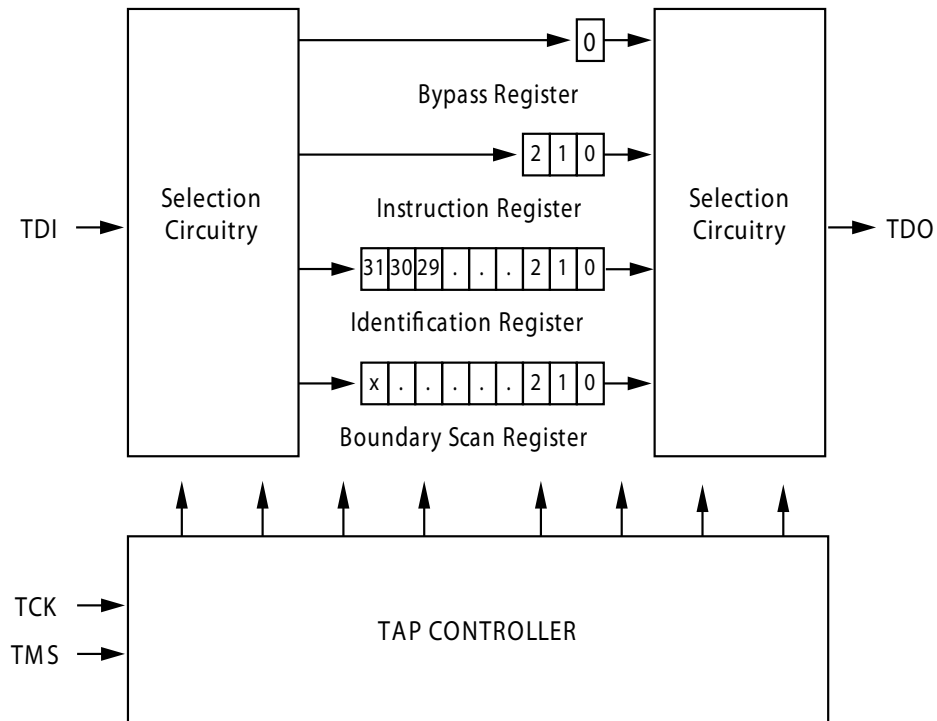 0
Bypass Register
2 1 0
Selection
Circuitry
Selection
Circuitry
Instruction Register
TDI
TDO
31 30 29 . . . 2 1 0
Identification Register
x . . . . . 2 1 0
Boundary Scan Register
TCK
TAP CONTROLLER
TMS